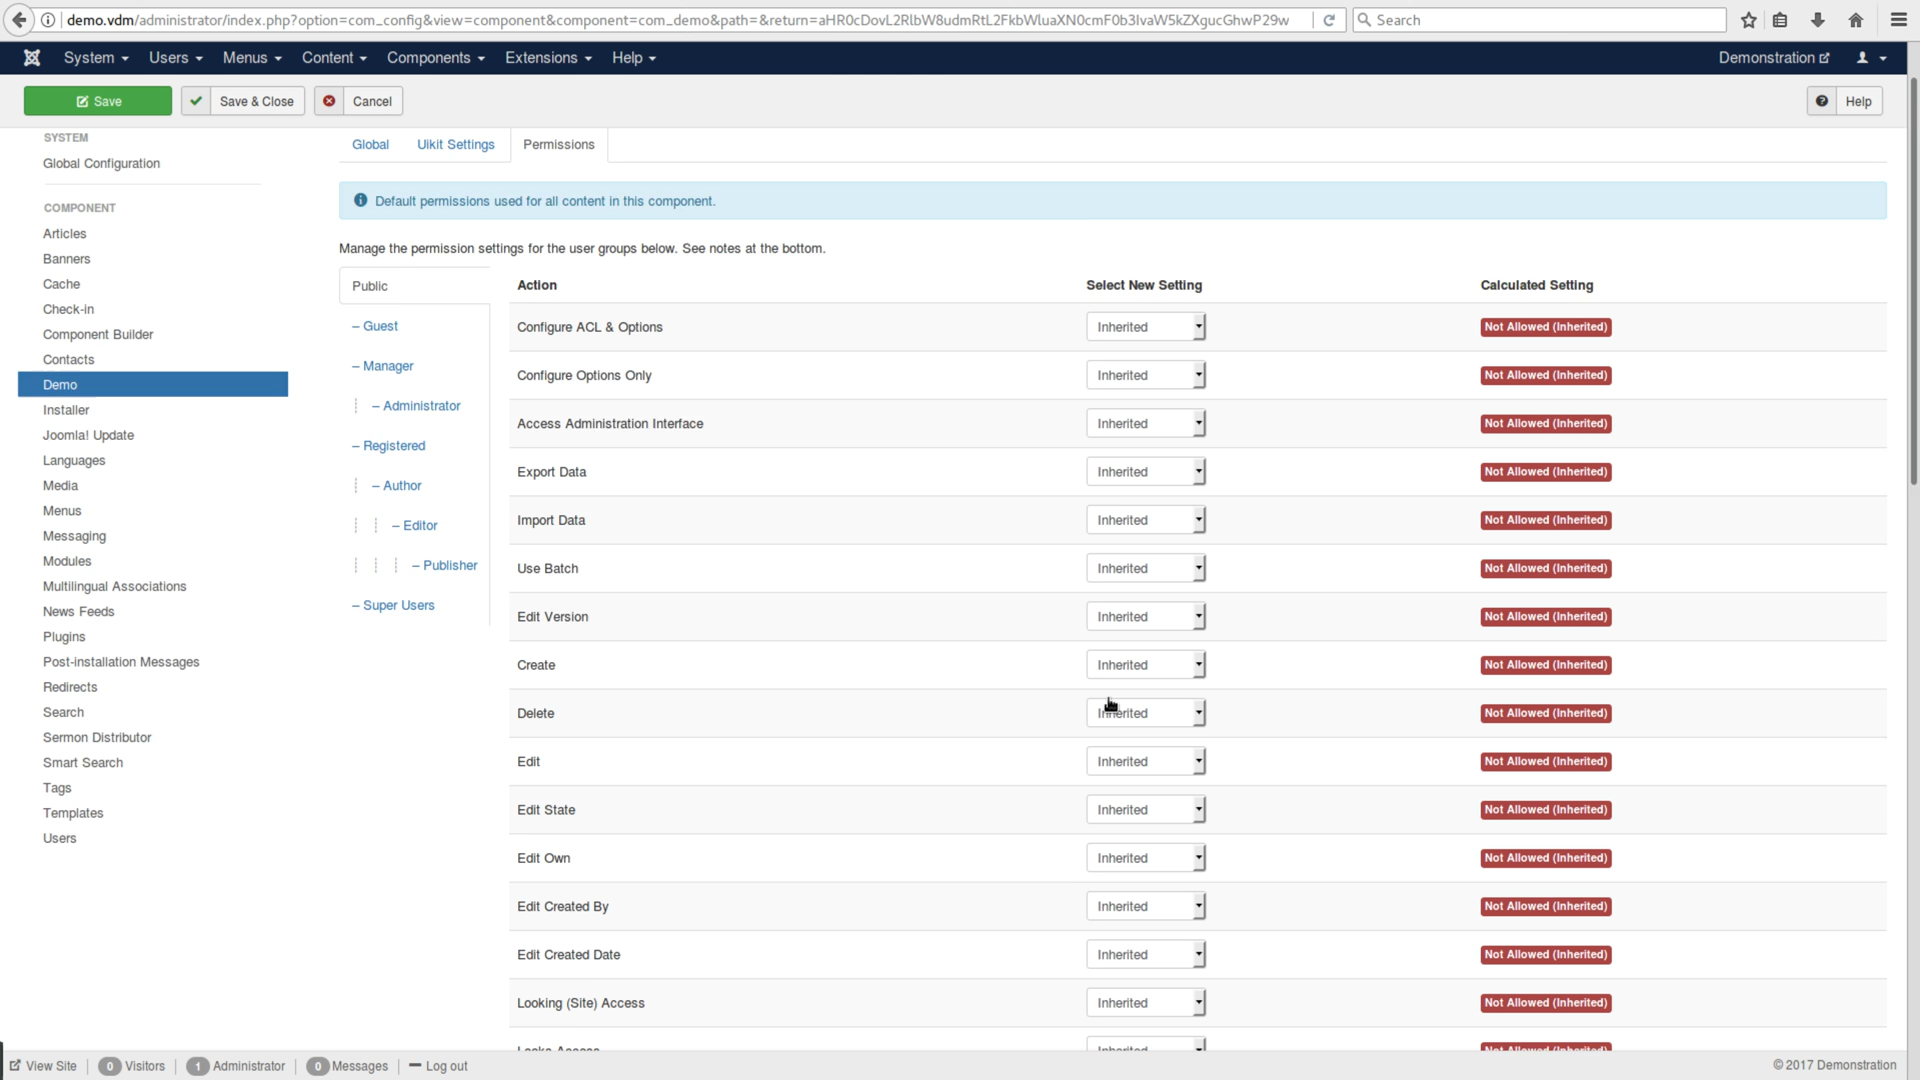 demo.vdm/administrator/index.php?option=com_config&view=component&component=com_demo&path=&return=aHR0cDovL2RlbW8udmRtL2FkbWluaXN0cmF0b3IvaW5kZXgucGhwP29w
Search
System Users Menus Content Components Extensions Help Demonstration
Save Save & Close Cancel Help
SYSTEM
Global Configuration
COMPONENT
Articles
Banners
Cache
Check-in
Component Builder
Contacts
Demo
Installer
Joomla! Update
Languages
Media
Menus
Messaging
Modules
Multilingual Associations
News Feeds
Plugins
Post-installation Messages
Redirects
Search
Sermon Distributor
Smart Search
Tags
Templates
Users
Global Uikit Settings Permissions
Default permissions used for all content in this component.
Manage the permission settings for the user groups below. See notes at the bottom.
Public
– Guest
– Manager
– Administrator
– Registered
– Author
– Editor
– Publisher
– Super Users
Action Select New Setting Calculated Setting
Configure ACL & Options Inherited Not Allowed (Inherited)
Configure Options Only Inherited Not Allowed (Inherited)
Access Administration Interface Inherited Not Allowed (Inherited)
Export Data Inherited Not Allowed (Inherited)
Import Data Inherited Not Allowed (Inherited)
Use Batch Inherited Not Allowed (Inherited)
Edit Version Inherited Not Allowed (Inherited)
Create Inherited Not Allowed (Inherited)
Delete Inherited Not Allowed (Inherited)
Edit Inherited Not Allowed (Inherited)
Edit State Inherited Not Allowed (Inherited)
Edit Own Inherited Not Allowed (Inherited)
Edit Created By Inherited Not Allowed (Inherited)
Edit Created Date Inherited Not Allowed (Inherited)
Looking (Site) Access Inherited Not Allowed (Inherited)
Looks Access Inherited Not Allowed (Inherited)
View Site 0 Visitors 1 Administrator 0 Messages Log out © 2017 Demonstration